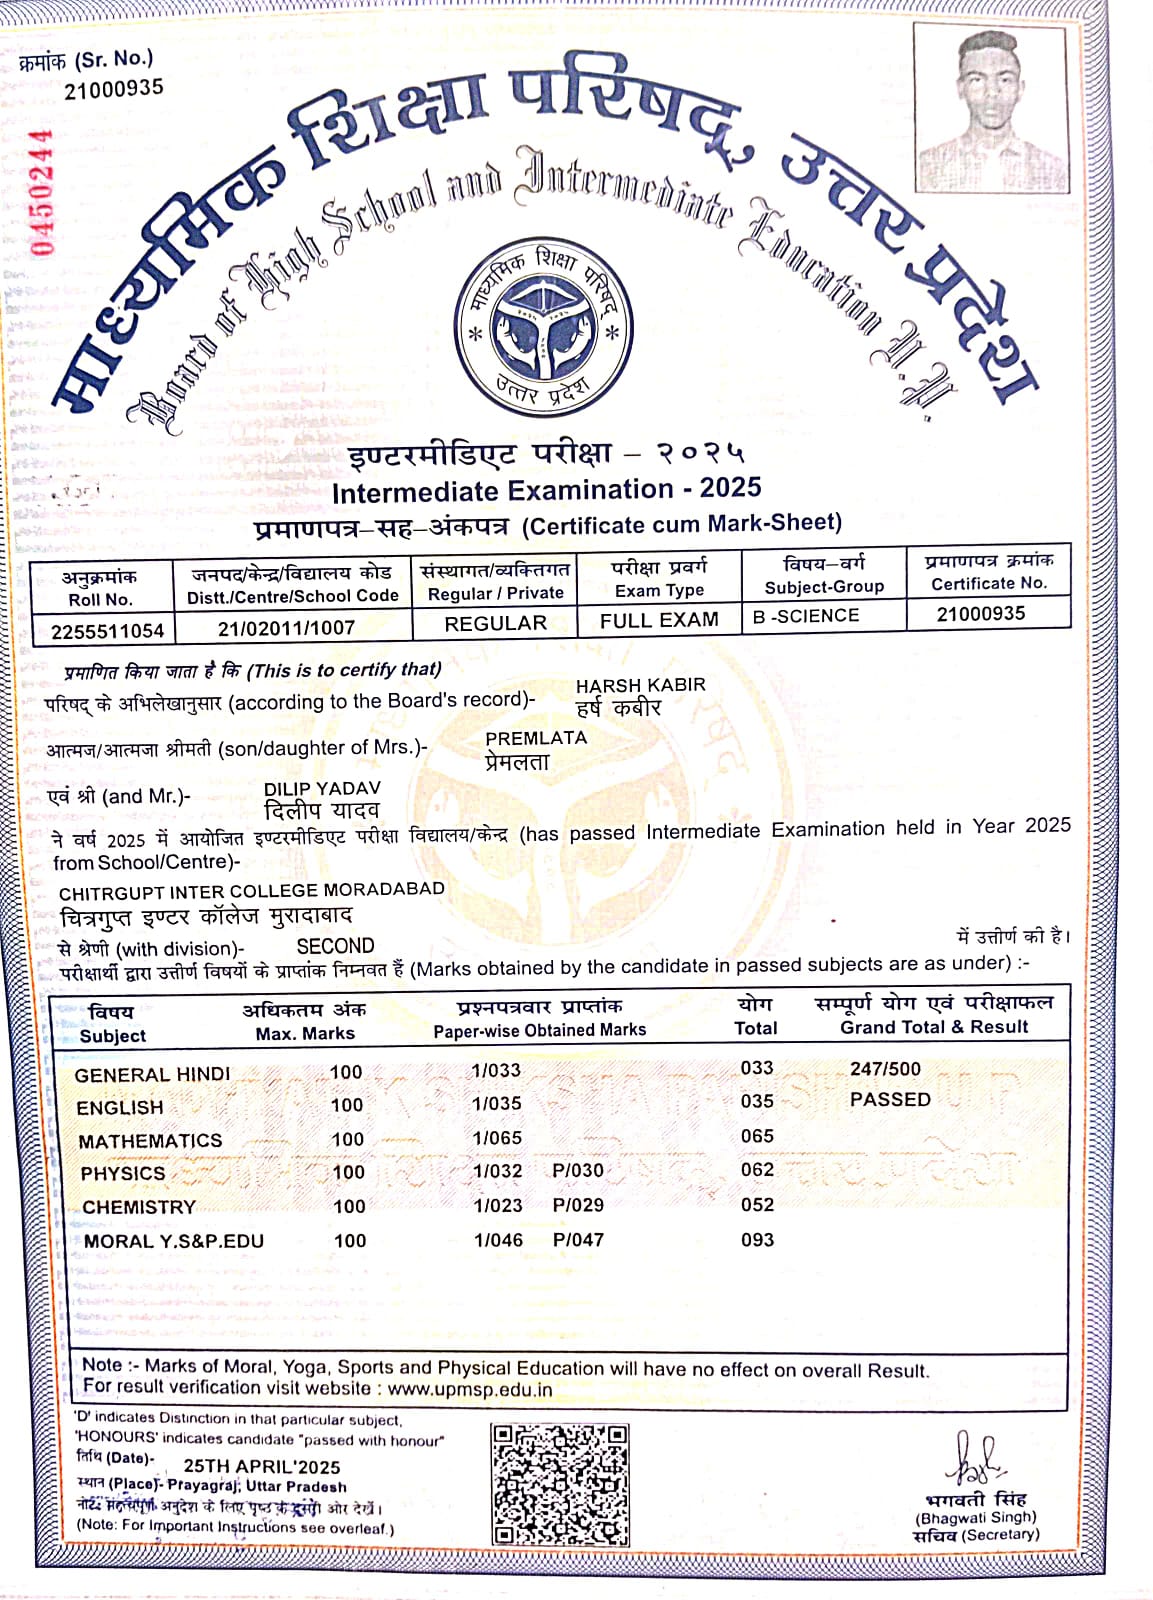 क्रमांक (Sr. No.)
21000935
0450244
माध्यमिक शिक्षा परिषद्, उत्तर प्रदेश
Board of High School and Intermediate Education U.P.
माध्यमिक शिक्षा परिषद्
* *
उत्तर प्रदेश
इण्टरमीडिएट परीक्षा – २०२५
Intermediate Examination - 2025
प्रमाणपत्र–सह–अंकपत्र (Certificate cum Mark-Sheet)
अनुक्रमांक जनपद/केन्द्र/विद्यालय कोड संस्थागत/व्यक्तिगत परीक्षा प्रवर्ग विषय–वर्ग प्रमाणपत्र क्रमांक
Roll No. Distt./Centre/School Code Regular / Private Exam Type Subject-Group Certificate No.
2255511054 21/02011/1007 REGULAR FULL EXAM B -SCIENCE 21000935
प्रमाणित किया जाता है कि (This is to certify that)
HARSH KABIR
परिषद् के अभिलेखानुसार (according to the Board's record)- हर्ष कबीर
PREMLATA
आत्मज/आत्मजा श्रीमती (son/daughter of Mrs.)- प्रेमलता
DILIP YADAV
एवं श्री (and Mr.)- दिलीप यादव
ने वर्ष 2025 में आयोजित इण्टरमीडिएट परीक्षा विद्यालय/केन्द्र (has passed Intermediate Examination held in Year 2025
from School/Centre)-
CHITRGUPT INTER COLLEGE MORADABAD
चित्रगुप्त इण्टर कॉलेज मुरादाबाद
से श्रेणी (with division)- SECOND में उत्तीर्ण की है।
परीक्षार्थी द्वारा उत्तीर्ण विषयों के प्राप्तांक निम्नवत हैं (Marks obtained by the candidate in passed subjects are as under) :-
विषय अधिकतम अंक प्रश्नपत्रवार प्राप्तांक योग सम्पूर्ण योग एवं परीक्षाफल
Subject Max. Marks Paper-wise Obtained Marks Total Grand Total & Result
GENERAL HINDI 100 1/033 033 247/500
ENGLISH 100 1/035 035 PASSED
MATHEMATICS 100 1/065 065
PHYSICS 100 1/032 P/030 062
CHEMISTRY 100 1/023 P/029 052
MORAL Y.S&P.EDU 100 1/046 P/047 093
Note :- Marks of Moral, Yoga, Sports and Physical Education will have no effect on overall Result.
For result verification visit website : www.upmsp.edu.in
'D' indicates Distinction in that particular subject,
'HONOURS' indicates candidate "passed with honour"
तिथि (Date)- 25TH APRIL'2025
स्थान (Place)- Prayagraj, Uttar Pradesh
नोटः महत्वपूर्ण अनुदेश के लिए पृष्ठ के दूसरी ओर देखें।
(Note: For Important Instructions see overleaf.)
भगवती सिंह
(Bhagwati Singh)
सचिव (Secretary)